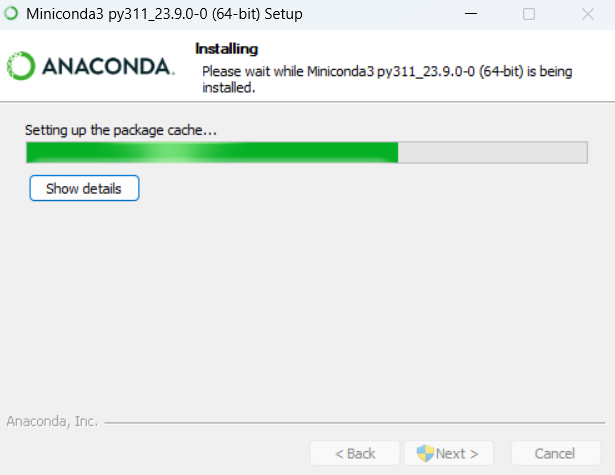 Miniconda3 py311_23.9.0-0 (64-bit) Setup
ANACONDA.
Installing
Please wait while Miniconda3 py311_23.9.0-0 (64-bit) is being
installed.
Setting up the package cache...
Show details
Anaconda, Inc.
< Back
Next >
Cancel